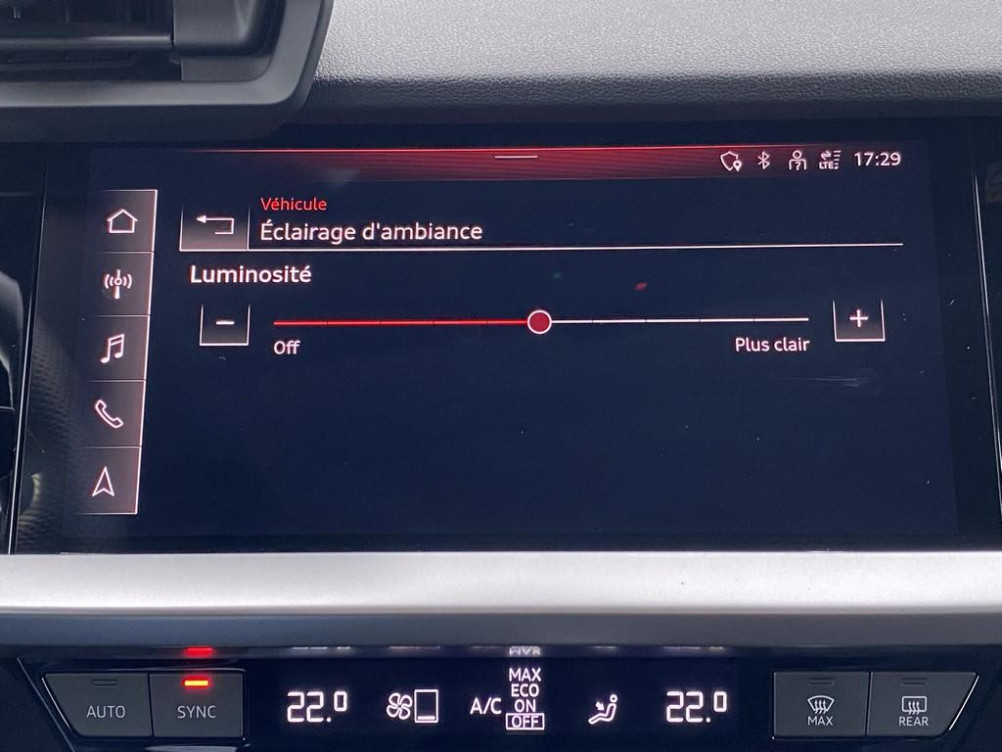 LTE 17:29
Véhicule
Éclairage d'ambiance
Luminosité
Off
Plus clair
AUTO
SYNC
22.0
A/C
MAX
ECO
ON
OFF
22.0
MAX
REAR